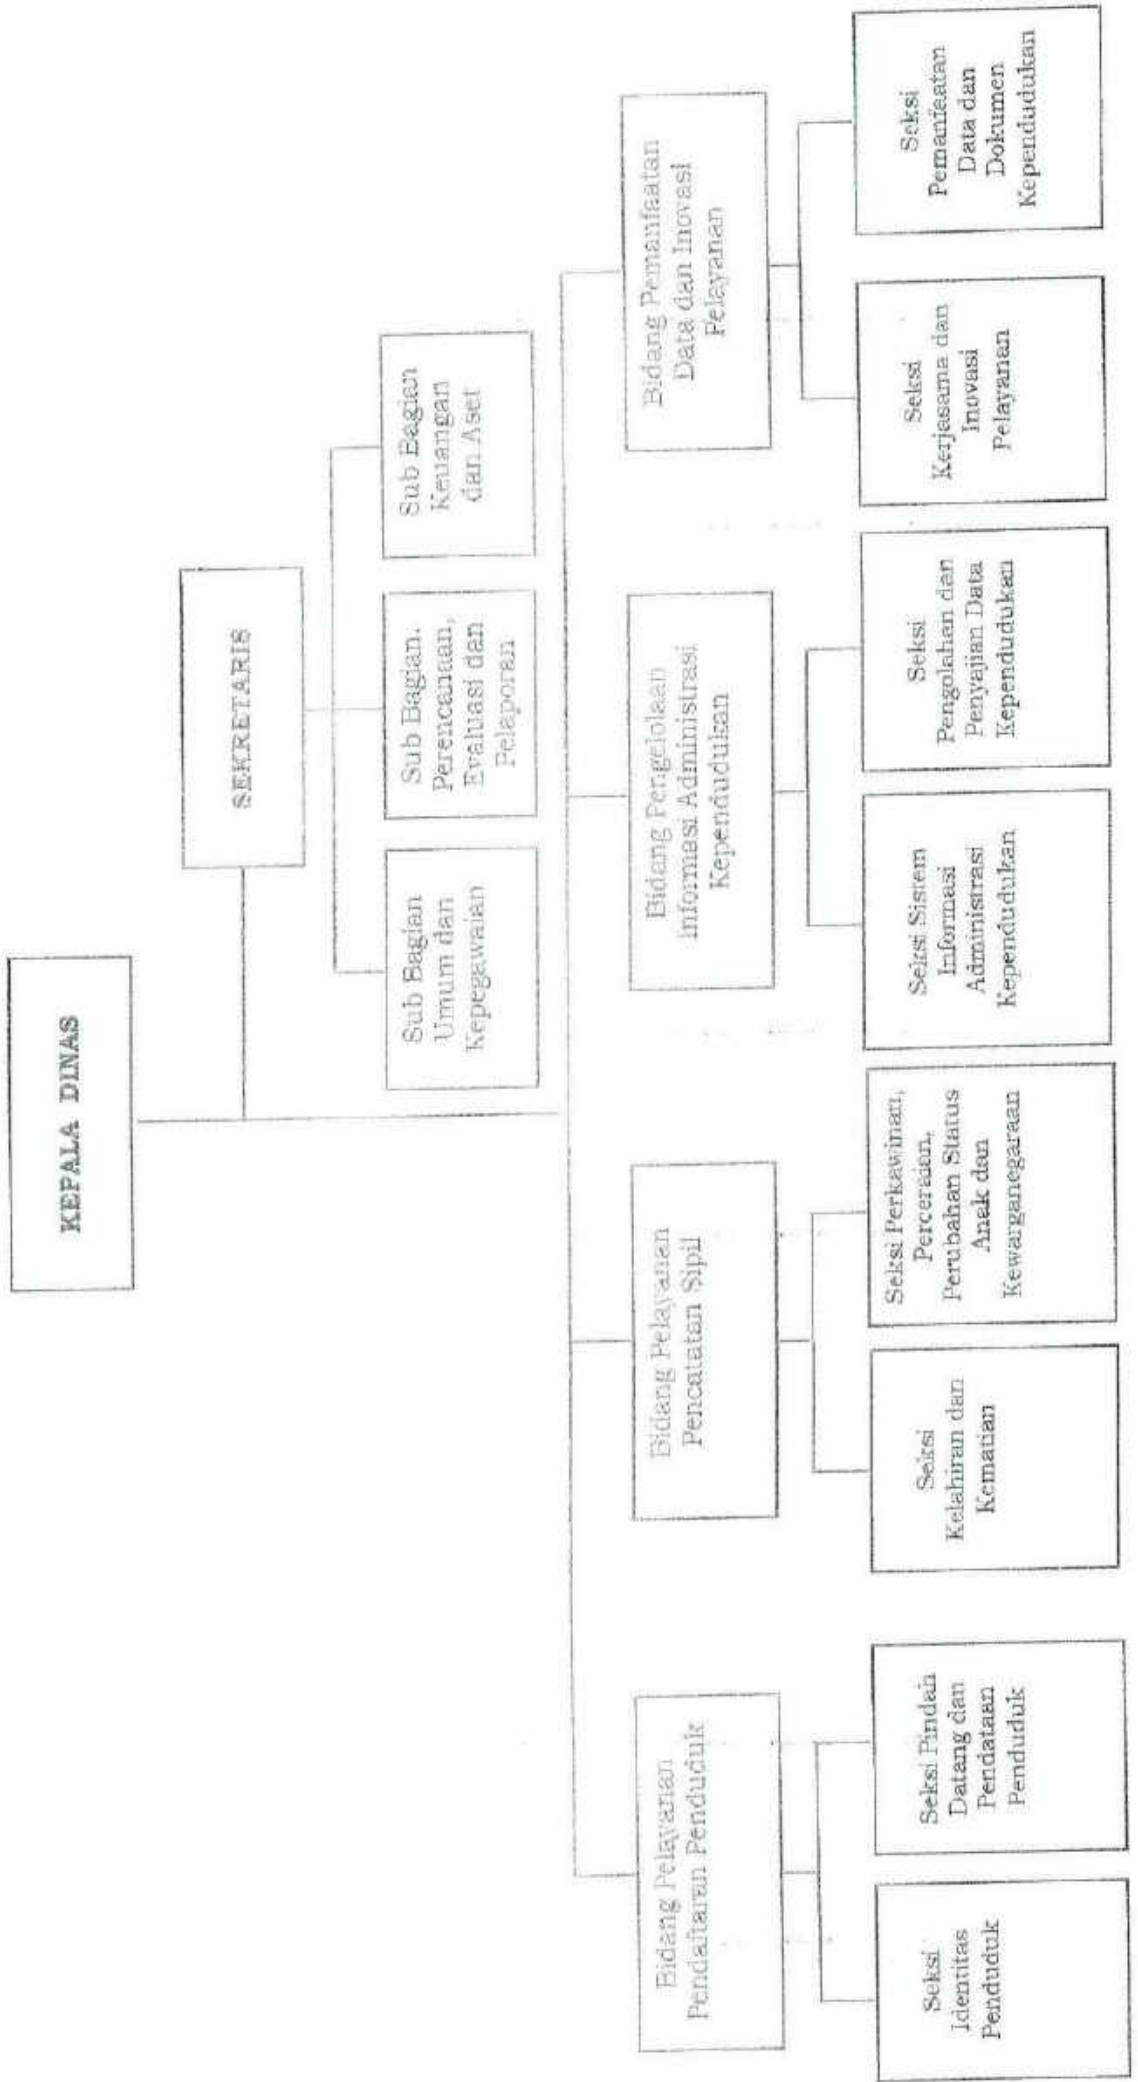 KEPALA DINAS
SEKRETARIS
Sub Bagian
Umum dan
Kepegawaian
Sub Bagian.
Perencanaan,
Evaluasi dan
Pelaporan
Sub Bagian
Keuangan
dan Aset
Bidang Pelayanan
Pendaftaran Penduduk
Bidang Pelayanan
Pencatatan Sipil
Bidang Pengelolaan
Informasi Administrasi
Kependudukan
Bidang Pemanfaatan
Data dan Inovasi
Pelayanan
Seksi
Identitas
Penduduk
Seksi Pindah
Datang dan
Pendataan
Penduduk
Seksi
Kelahiran dan
Kematian
Seksi Perkawinan,
Perceraian,
Perubahan Status
Anak dan
Kewarganegaraan
Seksi Sistem
Informasi
Administrasi
Kependudukan
Seksi
Pengolahan dan
Penyajian Data
Kependudukan
Seksi
Kerjasama dan
Inovasi
Pelayanan
Seksi
Pemanfaatan
Data dan
Dokumen
Kependudukan